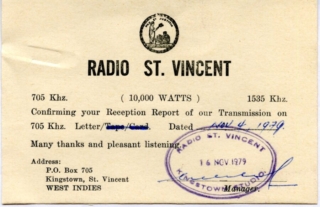 RADIO ST. VINCENT
705 Khz. ( 10,000 WATTS ) 1535 Khz.
Confirming your Reception Report of our Transmission on
705 Khz. Letter/Tape/Card. Dated NOV 4, 1979.
Many thanks and pleasant listening.
Address:
P.O. Box 705
Kingstown, St. Vincent
WEST INDIES
RADIO ST. VINCENT
16 NOV 1979
KINGSTOWN STUDIO
Manager.